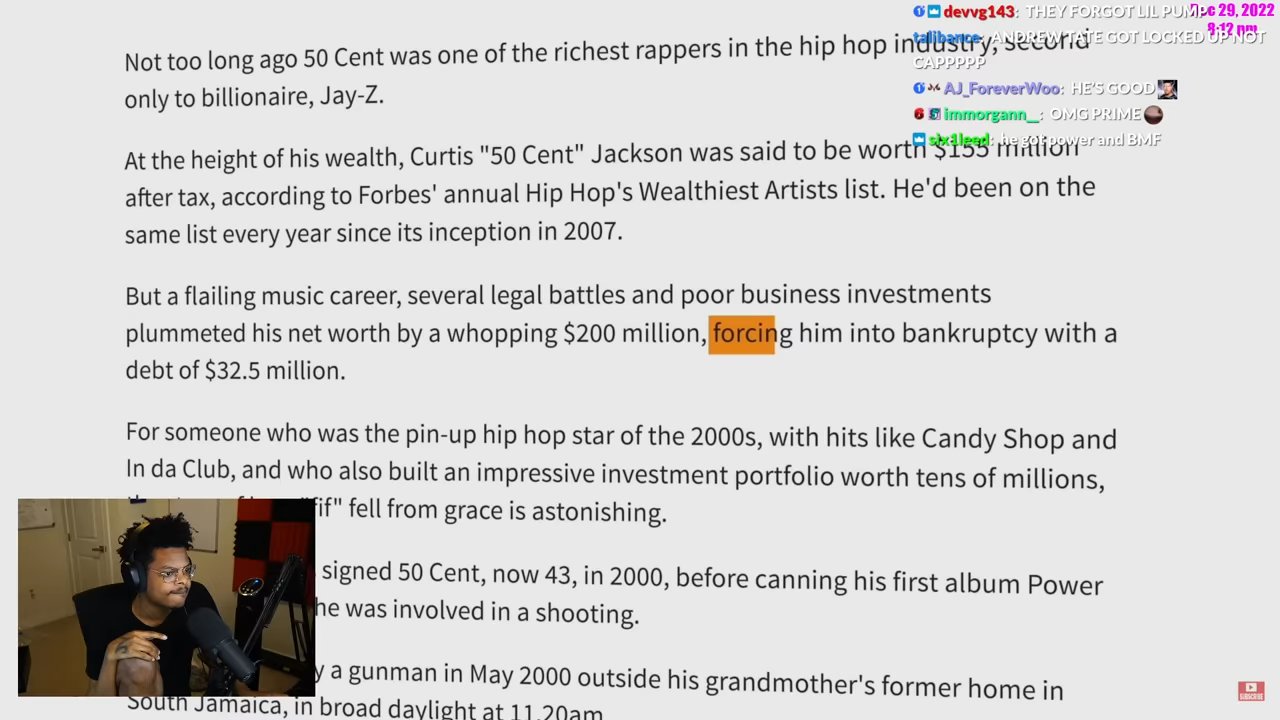 Not too long ago 50 Cent was one of the richest rappers in the hip hop industry, second
only to billionaire, Jay-Z.
At the height of his wealth, Curtis "50 Cent" Jackson was said to be worth $155 million
after tax, according to Forbes' annual Hip Hop's Wealthiest Artists list. He'd been on the
same list every year since its inception in 2007.
But a flailing music career, several legal battles and poor business investments
plummeted his net worth by a whopping $200 million, forcing him into bankruptcy with a
debt of $32.5 million.
For someone who was the pin-up hip hop star of the 2000s, with hits like Candy Shop and
In da Club, and who also built an impressive investment portfolio worth tens of millions,
"fif" fell from grace is astonishing.
signed 50 Cent, now 43, in 2000, before canning his first album Power
he was involved in a shooting.
y a gunman in May 2000 outside his grandmother's former home in
South Jamaica, in broad daylight at 11.20am
devvg143: THEY FORGOT LIL PUMP
talibance: ANDREW TATE GOT LOCKED UP NOT
CAPPPPP
AJ_ForeverWoo: HE'S GOOD
immorgann__: OMG PRIME
six1leed: he got power and BMF
Dec 29, 2022
8:12 pm
SUBSCRIBE